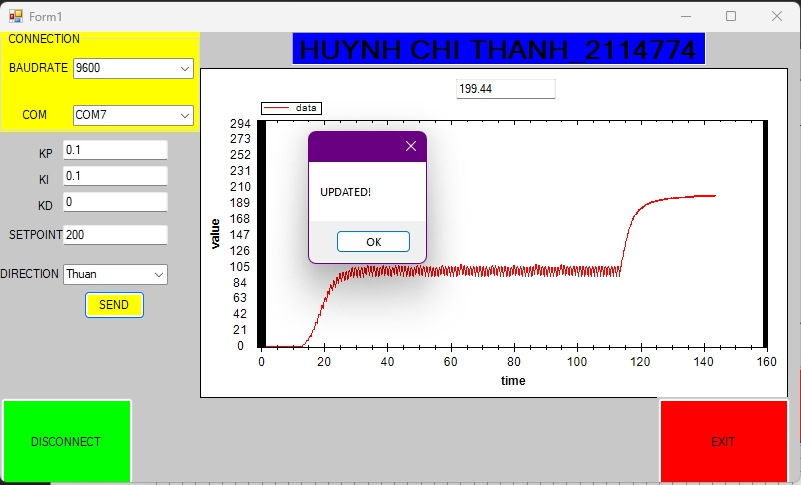 Form1
CONNECTION
BAUDRATE 9600
COM COM7
KP 0.1
KI 0.1
KD 0
SETPOINT 200
DIRECTION Thuan
SEND
DISCONNECT
HUYNH CHI THANH_2114774
199.44
data
294
273
252
231
210
189
168
147
126
105
84
63
42
21
0
value
0 20 40 60 80 100 120 140 160
time
UPDATED!
OK
EXIT